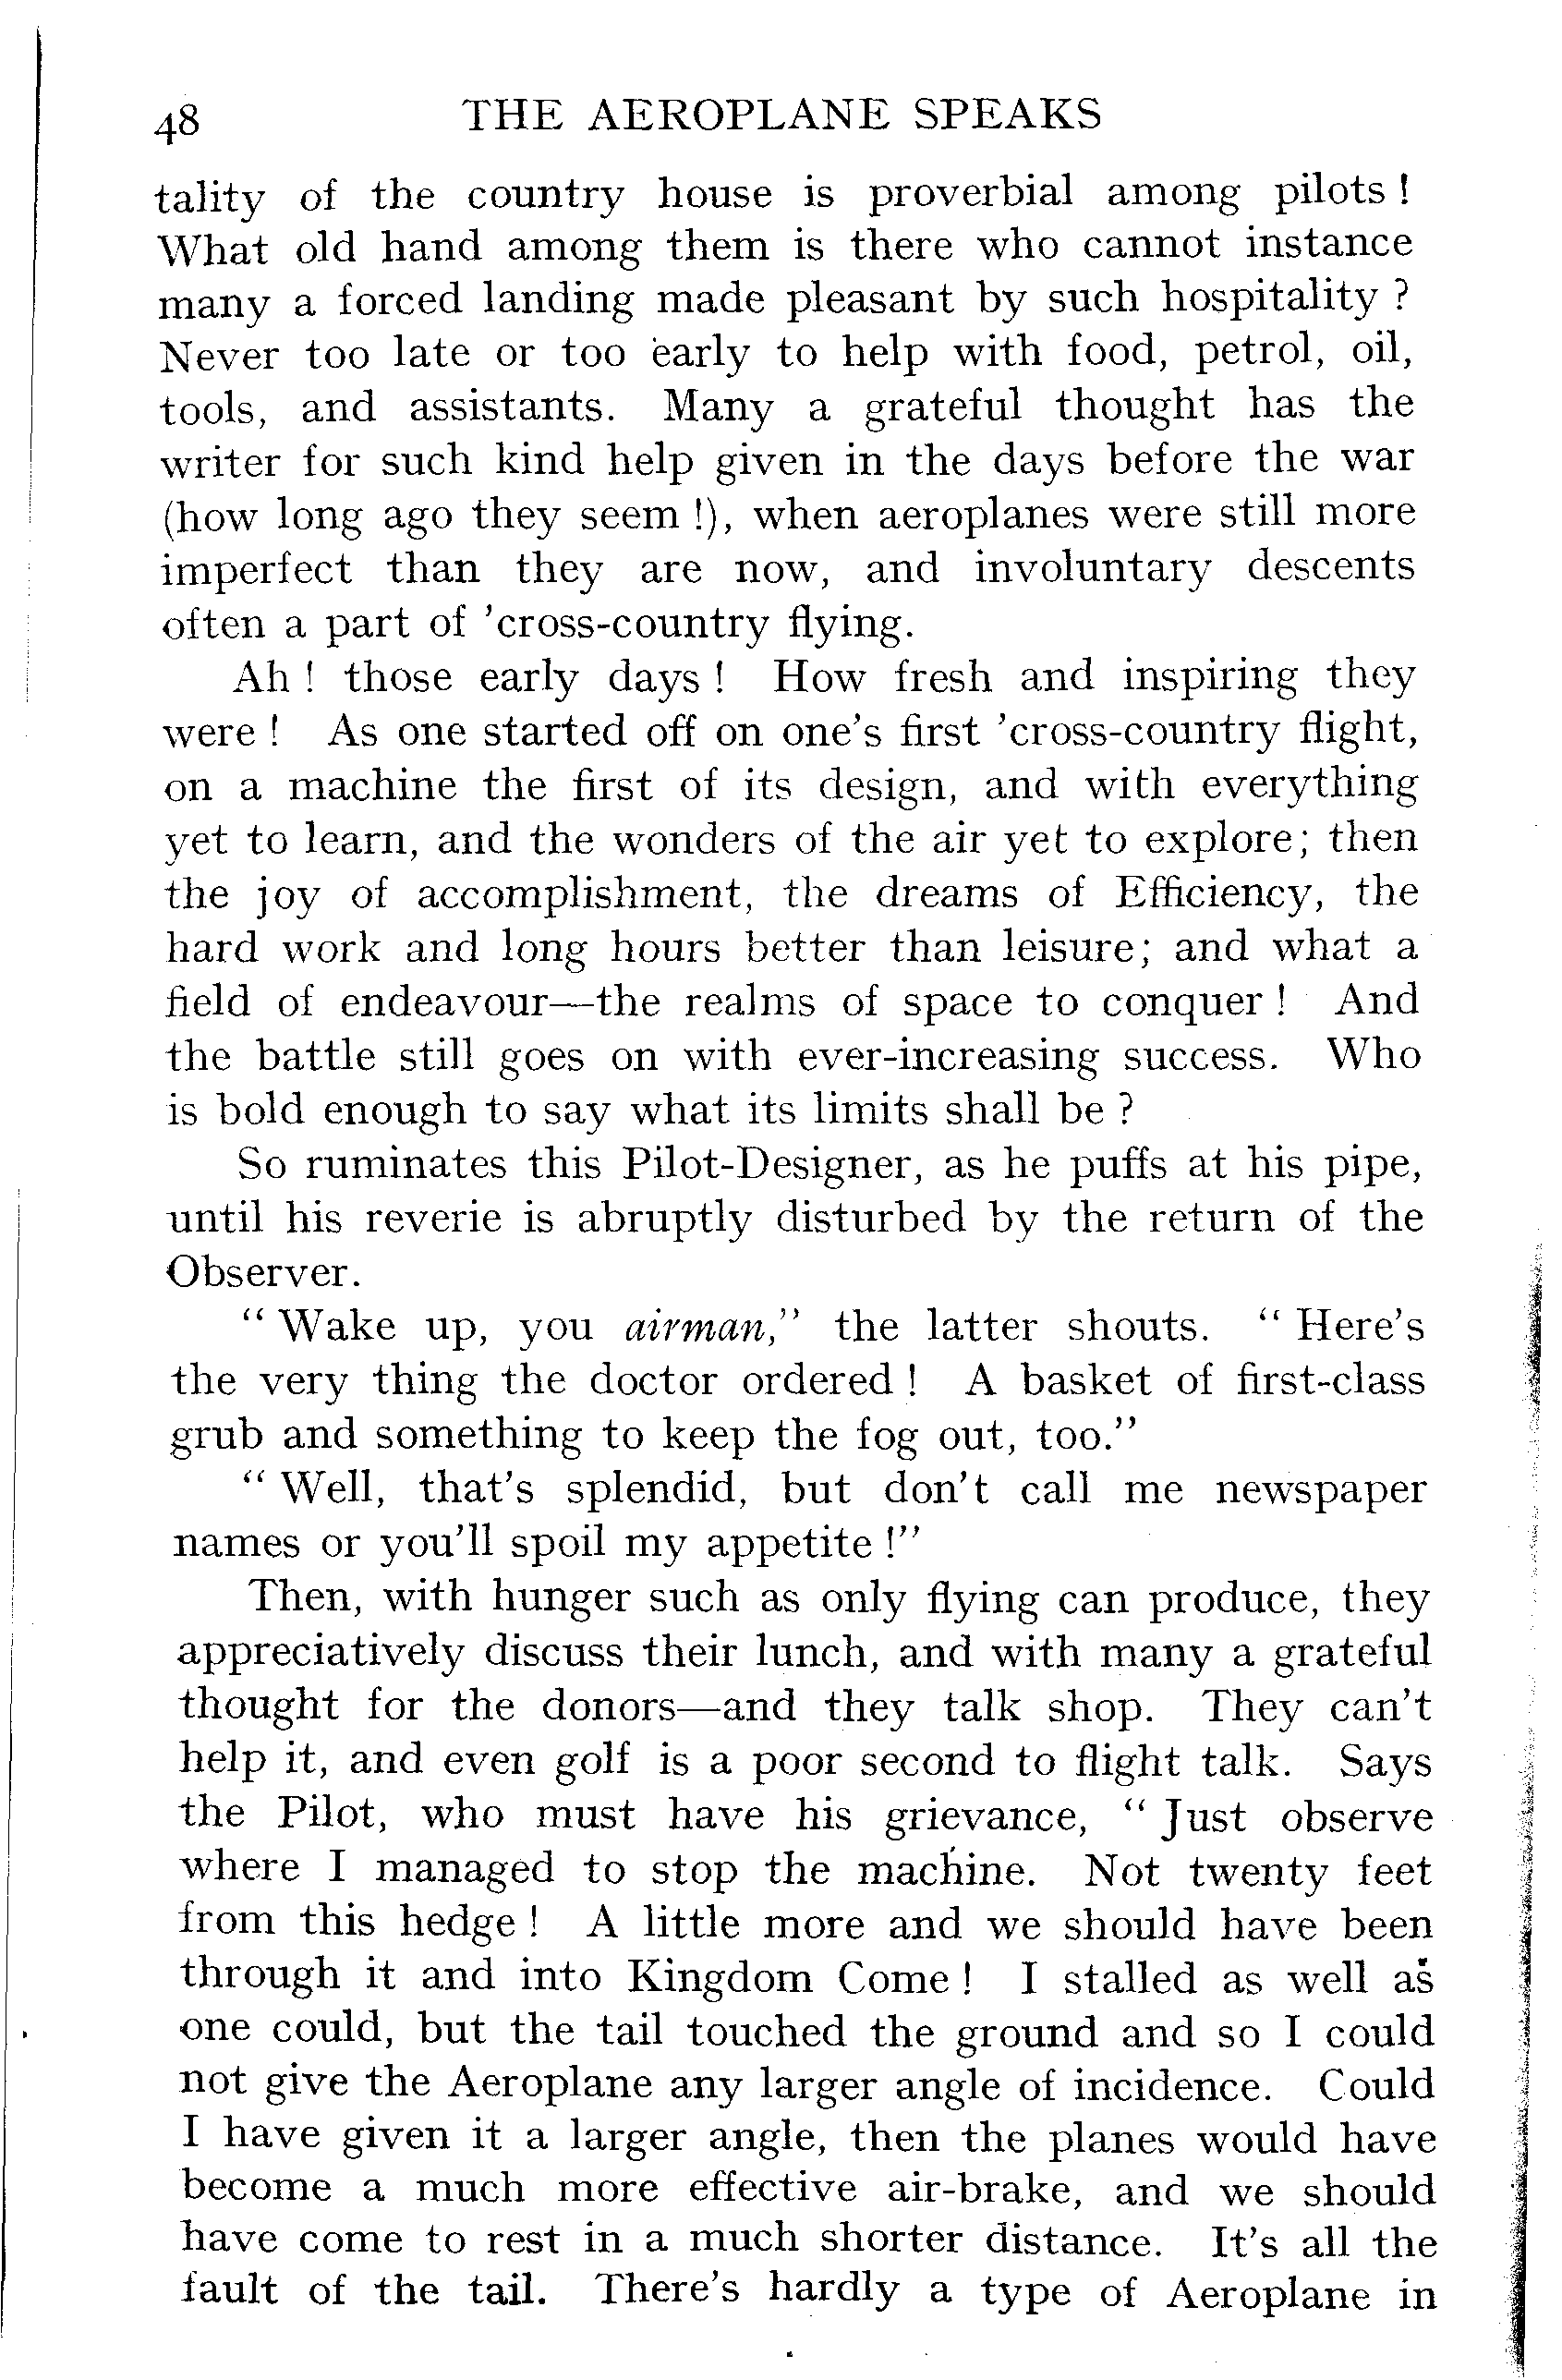 48 THE AEROPLANE SPEAKS
tality of the country house is proverbial among pilots !
What old hand among them is there who cannot instance
many a forced landing made pleasant by such hospitality ?
Never too late or too early to help with food, petrol, oil,
tools, and assistants. Many a grateful thought has the
writer for such kind help given in the days before the war
(how long ago they seem !), when aeroplanes were still more
imperfect than they are now, and involuntary descents
often a part of 'cross-country flying.
Ah ! those early days ! How fresh and inspiring they
were ! As one started off on one's first 'cross-country flight,
on a machine the first of its design, and with everything
yet to learn, and the wonders of the air yet to explore; then
the joy of accomplishment, the dreams of Efficiency, the
hard work and long hours better than leisure; and what a
field of endeavour—the realms of space to conquer ! And
the battle still goes on with ever-increasing success. Who
is bold enough to say what its limits shall be ?
So ruminates this Pilot-Designer, as he puffs at his pipe,
until his reverie is abruptly disturbed by the return of the
Observer.
“ Wake up, you airman,” the latter shouts. “ Here's
the very thing the doctor ordered ! A basket of first-class
grub and something to keep the fog out, too.”
“ Well, that's splendid, but don't call me newspaper
names or you'll spoil my appetite !”
Then, with hunger such as only flying can produce, they
appreciatively discuss their lunch, and with many a grateful
thought for the donors—and they talk shop. They can't
help it, and even golf is a poor second to flight talk. Says
the Pilot, who must have his grievance, “ Just observe
where I managed to stop the machine. Not twenty feet
from this hedge ! A little more and we should have been
through it and into Kingdom Come ! I stalled as well as
one could, but the tail touched the ground and so I could
not give the Aeroplane any larger angle of incidence. Could
I have given it a larger angle, then the planes would have
become a much more effective air-brake, and we should
have come to rest in a much shorter distance. It's all the
fault of the tail. There's hardly a type of Aeroplane in